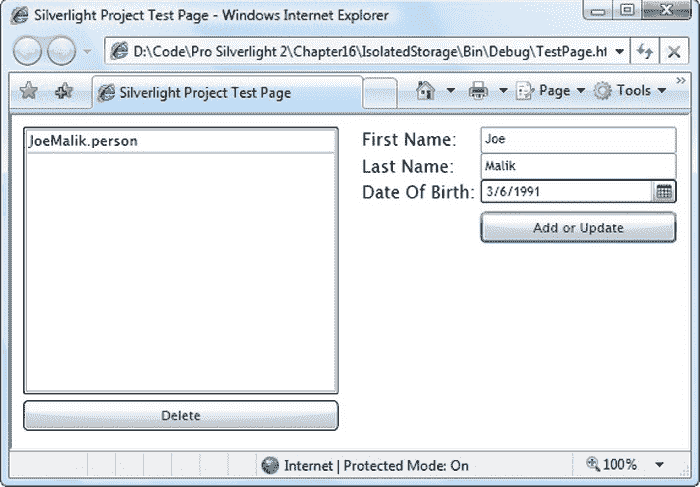 Silverlight Project Test Page - Windows Internet Explorer
D:\Code\Pro Silverlight 2\Chapter16\IsolatedStorage\Bin\Debug\TestPage.ht
Silverlight Project Test Page
Page
Tools
»
JoeMalik.person
First Name: Joe
Last Name: Malik
Date Of Birth: 3/6/1991
Add or Update
Delete
Internet | Protected Mode: On
100%